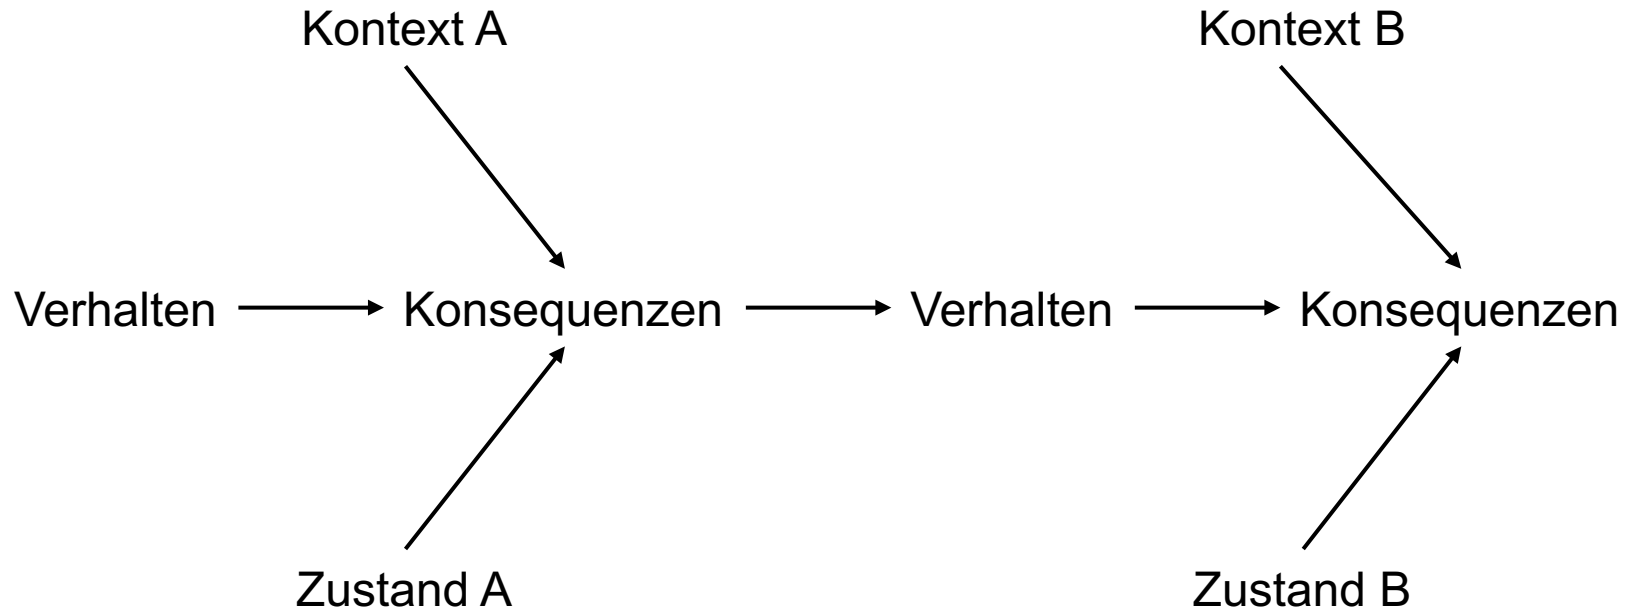 Kontext A
Kontext B
Verhalten
Konsequenzen
Verhalten
Konsequenzen
Zustand A
Zustand B